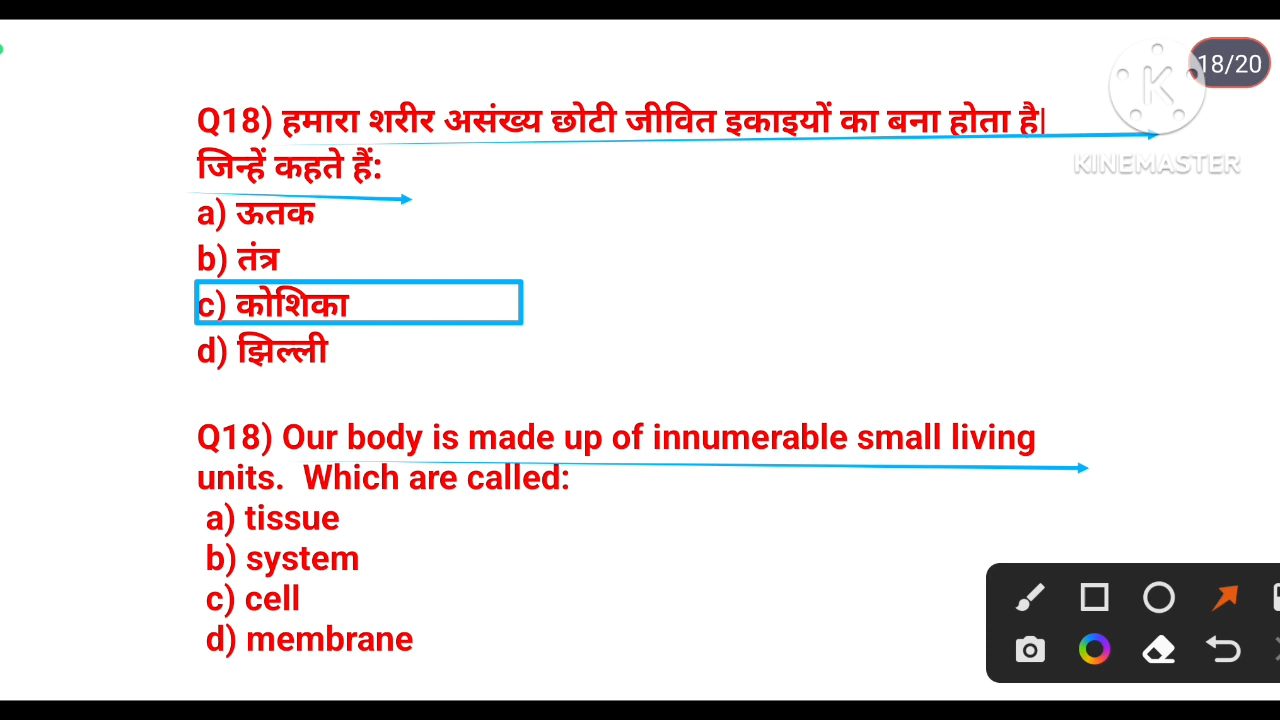 18/20
KINEMASTER
Q18) हमारा शरीर असंख्य छोटी जीवित इकाइयों का बना होता है|
जिन्हें कहते हैं:
a) ऊतक
b) तंत्र
c) कोशिका
d) झिल्ली
Q18) Our body is made up of innumerable small living
units.  Which are called:
a) tissue
b) system
c) cell
d) membrane